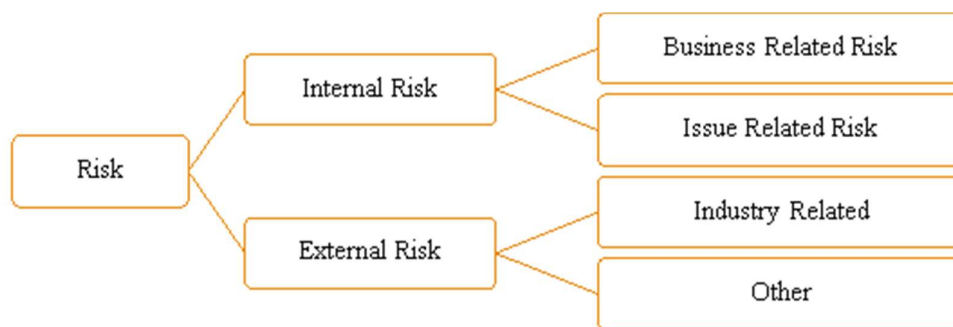 Risk
Internal Risk
Business Related Risk
Issue Related Risk
External Risk
Industry Related
Other